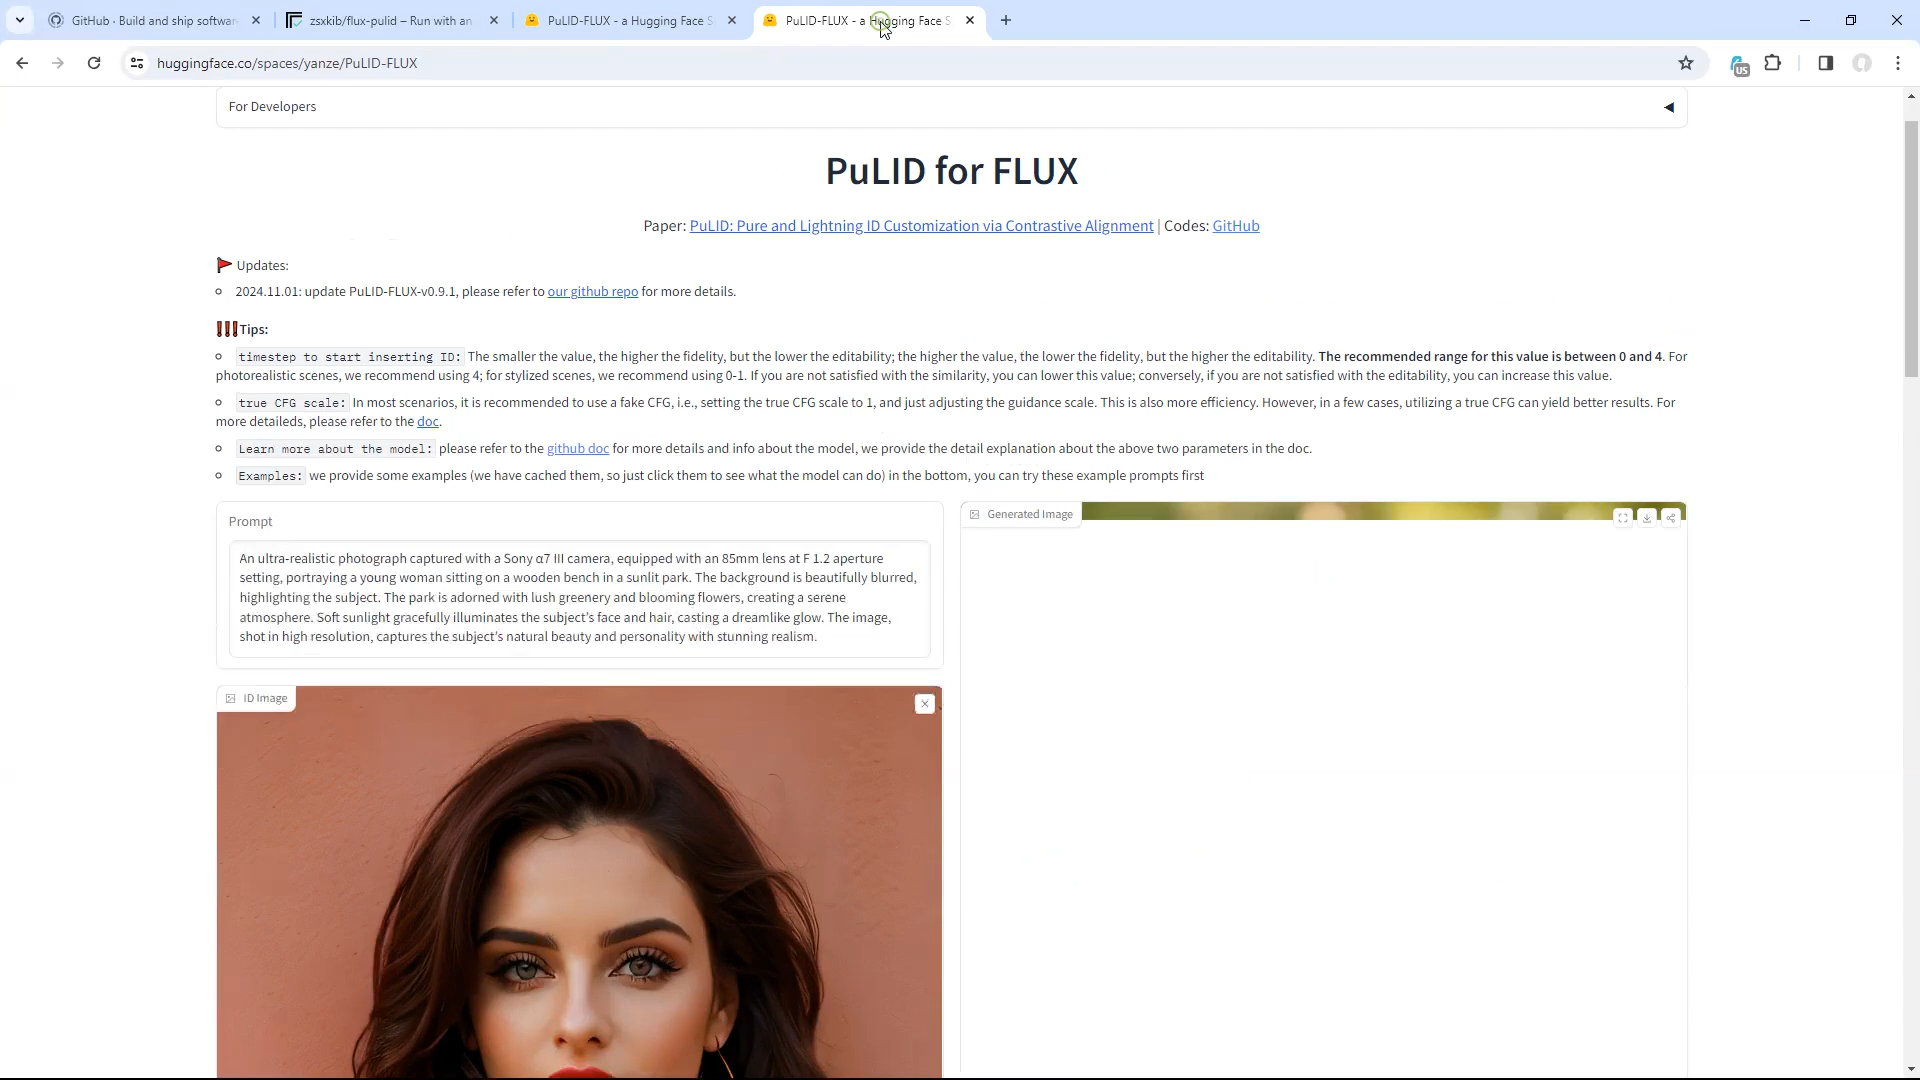 GitHub · Build and ship softwar
zsxkib/flux-pulid – Run with an
PuLID-FLUX - a Hugging Face S
PuLID-FLUX - a Hugging Face S
huggingface.co/spaces/yanze/PuLID-FLUX
US
For Developers
PuLID for FLUX
Paper: PuLID: Pure and Lightning ID Customization via Contrastive Alignment | Codes: GitHub
Updates:
2024.11.01: update PuLID-FLUX-v0.9.1, please refer to our github repo for more details.
Tips:
timestep to start inserting ID: The smaller the value, the higher the fidelity, but the lower the editability; the higher the value, the lower the fidelity, but the higher the editability. The recommended range for this value is between 0 and 4. For
photorealistic scenes, we recommend using 4; for stylized scenes, we recommend using 0-1. If you are not satisfied with the similarity, you can lower this value; conversely, if you are not satisfied with the editability, you can increase this value.
true CFG scale: In most scenarios, it is recommended to use a fake CFG, i.e., setting the true CFG scale to 1, and just adjusting the guidance scale. This is also more efficiency. However, in a few cases, utilizing a true CFG can yield better results. For
more detaileds, please refer to the doc.
Learn more about the model: please refer to the github doc for more details and info about the model, we provide the detail explanation about the above two parameters in the doc.
Examples: we provide some examples (we have cached them, so just click them to see what the model can do) in the bottom, you can try these example prompts first
Prompt
An ultra-realistic photograph captured with a Sony α7 III camera, equipped with an 85mm lens at F 1.2 aperture
setting, portraying a young woman sitting on a wooden bench in a sunlit park. The background is beautifully blurred,
highlighting the subject. The park is adorned with lush greenery and blooming flowers, creating a serene
atmosphere. Soft sunlight gracefully illuminates the subject’s face and hair, casting a dreamlike glow. The image,
shot in high resolution, captures the subject’s natural beauty and personality with stunning realism.
Generated Image
ID Image